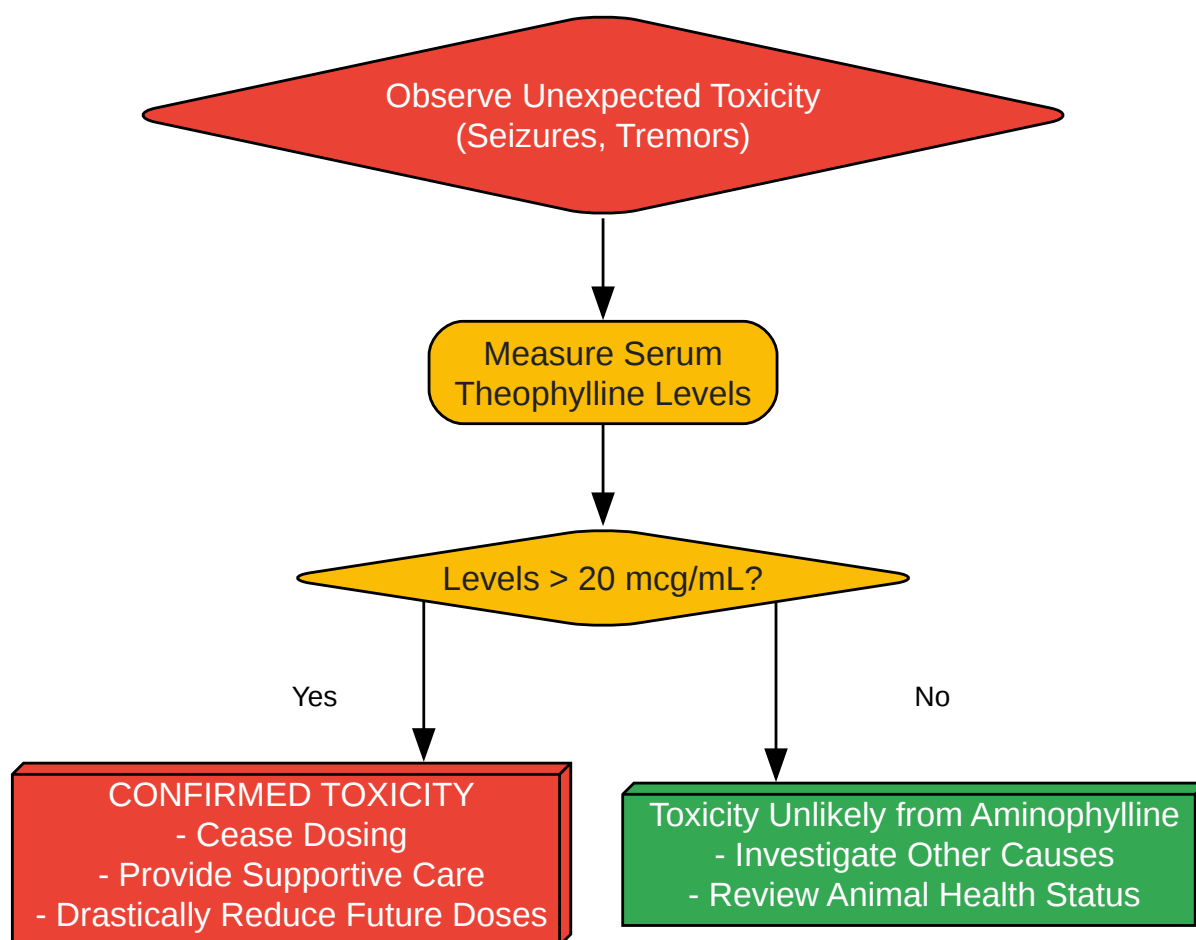 Observe Unexpected Toxicity
(Seizures, Tremors)
Measure Serum
Theophylline Levels
Levels > 20 mcg/mL?
Yes
No
CONFIRMED TOXICITY
- Cease Dosing
- Provide Supportive Care
- Drastically Reduce Future Doses
Toxicity Unlikely from Aminophylline
- Investigate Other Causes
- Review Animal Health Status